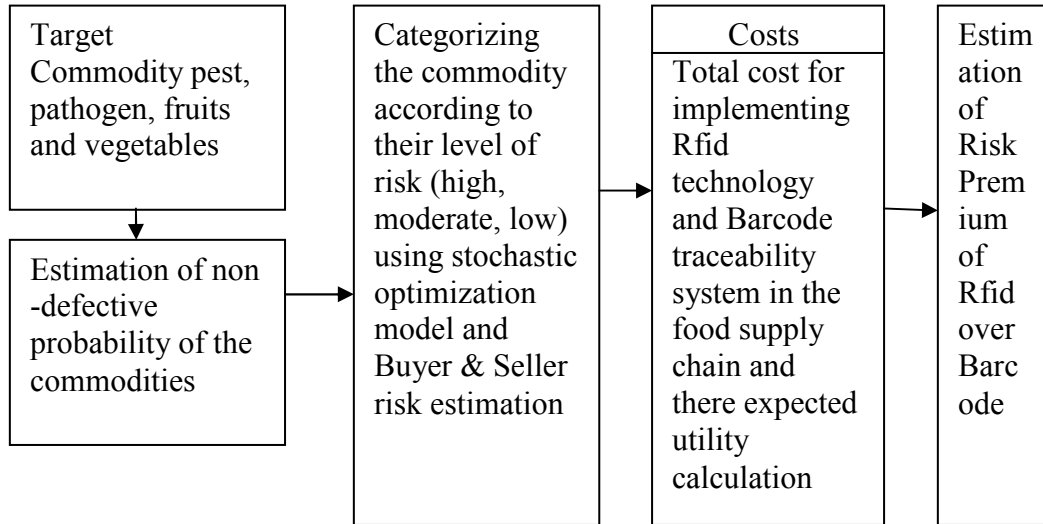 Target
Commodity pest,
pathogen, fruits
and vegetables
Estimation of non
-defective
probability of the
commodities
Categorizing
the commodity
according to
their level of
risk (high,
moderate, low)
using stochastic
optimization
model and
Buyer & Seller
risk estimation
Costs
Total cost for
implementing
Rfid
technology
and Barcode
traceability
system in the
food supply
chain and
there expected
utility
calculation
Estim
ation
of
Risk
Prem
ium
of
Rfid
over
Barc
ode